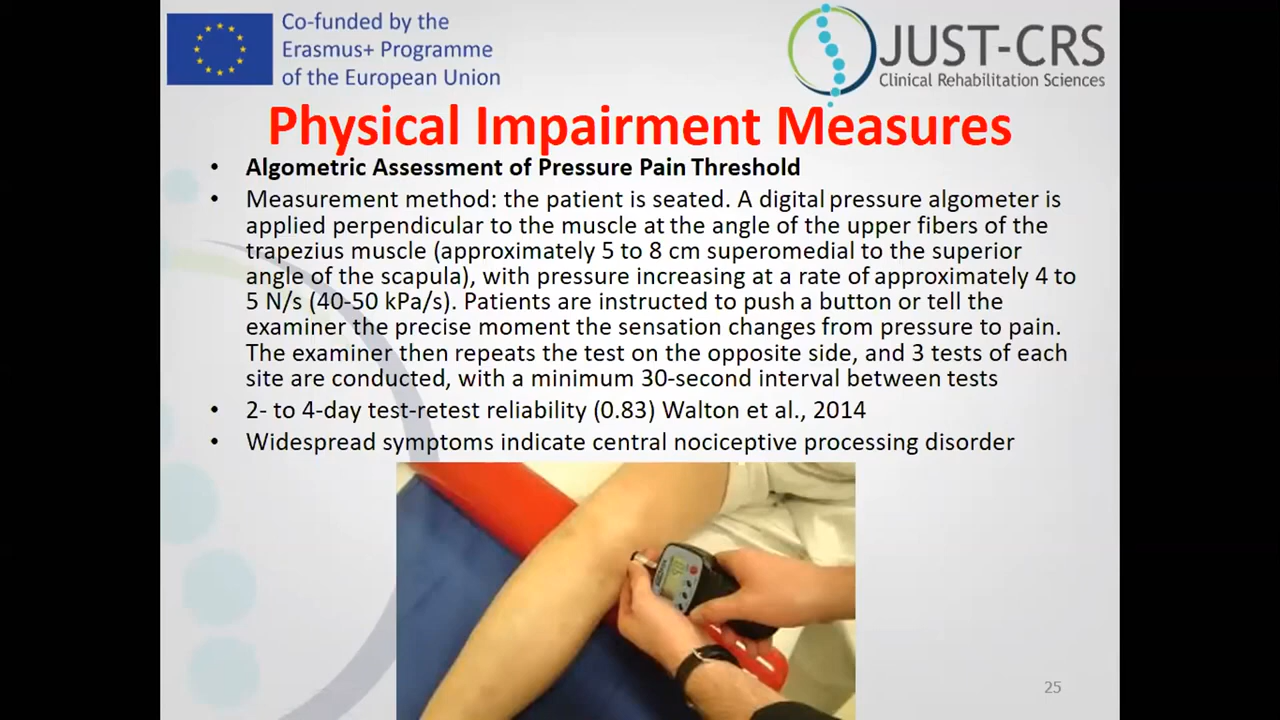 Co-funded by the
Erasmus+ Programme
of the European Union
JUST-CRS
Clinical Rehabilitation Sciences
Physical Impairment Measures
• Algometric Assessment of Pressure Pain Threshold
• Measurement method: the patient is seated. A digital pressure algometer is
applied perpendicular to the muscle at the angle of the upper fibers of the
trapezius muscle (approximately 5 to 8 cm superomedial to the superior
angle of the scapula), with pressure increasing at a rate of approximately 4 to
5 N/s (40-50 kPa/s). Patients are instructed to push a button or tell the
examiner the precise moment the sensation changes from pressure to pain.
The examiner then repeats the test on the opposite side, and 3 tests of each
site are conducted, with a minimum 30-second interval between tests
• 2- to 4-day test-retest reliability (0.83) Walton et al., 2014
• Widespread symptoms indicate central nociceptive processing disorder
25